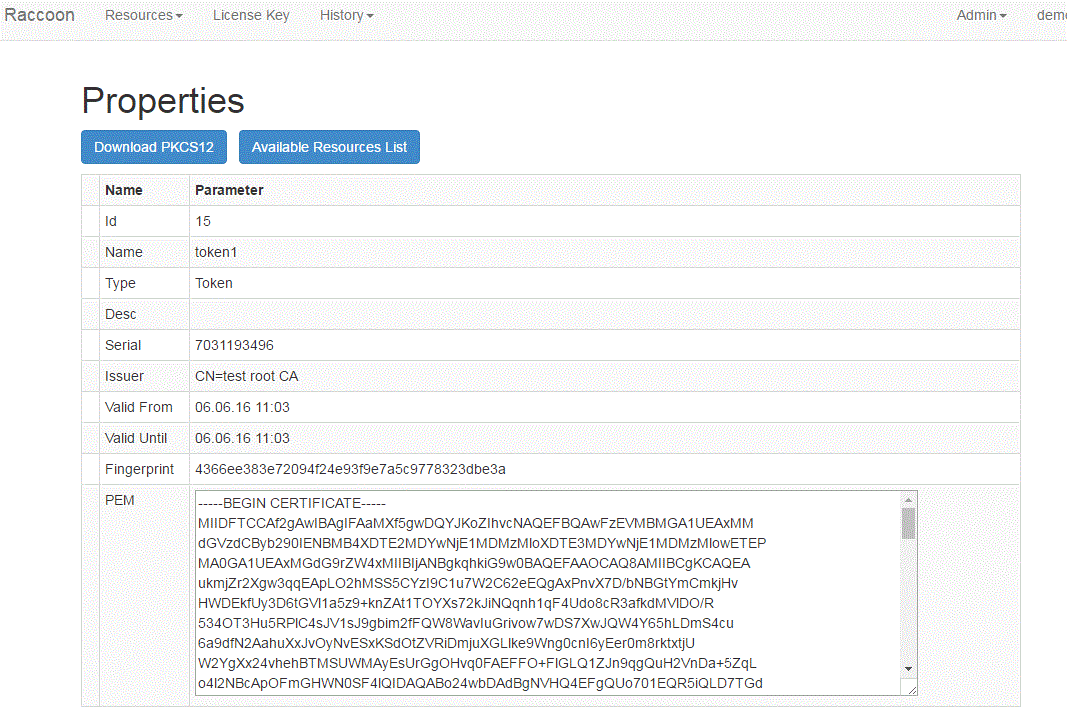 Raccoon Resources License Key History Admin demo
Properties
Download PKCS12 Available Resources List
Name Parameter
Id 15
Name token1
Type Token
Desc
Serial 7031193496
Issuer CN=test root CA
Valid From 06.06.16 11:03
Valid Until 06.06.16 11:03
Fingerprint 4366ee383e72094f24e93f9e7a5c9778323dbe3a
PEM -----BEGIN CERTIFICATE-----
MIIDFTCCAf2gAwIBAgIFAaMXf5gwDQYJKoZIhvcNAQEFBQAwFzEVMBMGA1UEAxMM
dGVzdCByb290IENBMB4XDTE2MDYwNjE1MDMzMloXDTE3MDYwNjE1MDMzMlowETEP
MA0GA1UEAxMGdG9rZW4xMIIBIjANBgkqhkiG9w0BAQEFAAOCAQ8AMIIBCgKCAQEA
ukmjZr2Xgw3qqEApLO2hMSS5CYzI9C1u7W2C62eEQgAxPnvX7D/bNBGtYmCmkjHv
HWDEkfUy3D6tGVl1a5z9+knZAt1TOYXs72kJiNQqnh1qF4Udo8cR3afkdMVIDO/R
534OT3Hu5RPIC4sJV1sJ9gbim2fFQW8WavIuGrivow7wDS7XwJQW4Y65hLDmS4cu
6a9dfN2AahuXxJvOyNvESxKSdOtZVRiDmjuXGLIke9Wng0cnI6yEer0m8rktxtjU
W2YgXx24vhehBTMSUWMAyEsUrGgOHvq0FAEFFO+FIGLQ1ZJn9qgQuH2VnDa+5ZqL
o4I2NBcApOFmGHWN0SF4IQIDAQABo24wbDAdBgNVHQ4EFgQUo701EQR5iQLD7TGd